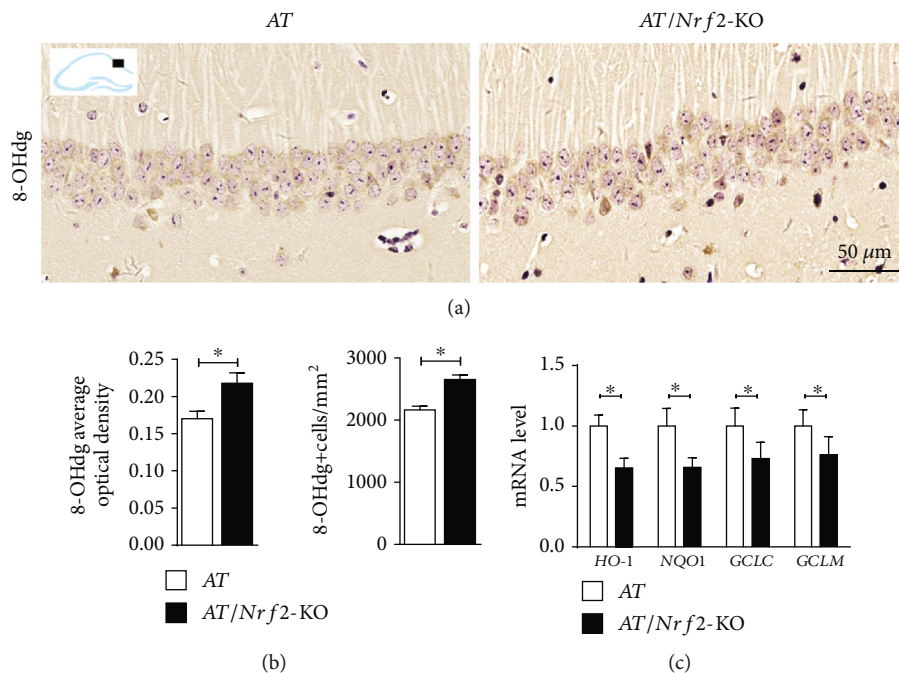 AT
AT/Nrf2-KO
8-OHdg
50 μm
(a)
8-OHdg average
optical density
0.25
0.20
0.15
0.10
0.05
0.00
*
8-OHdg+cells/mm²
3000
2000
1000
0
*
AT
AT/Nrf2-KO
(b)
mRNA level
1.5
1.0
0.5
0.0
* * * *
HO-1 NQO1 GCLC GCLM
AT
AT/Nrf2-KO
(c)